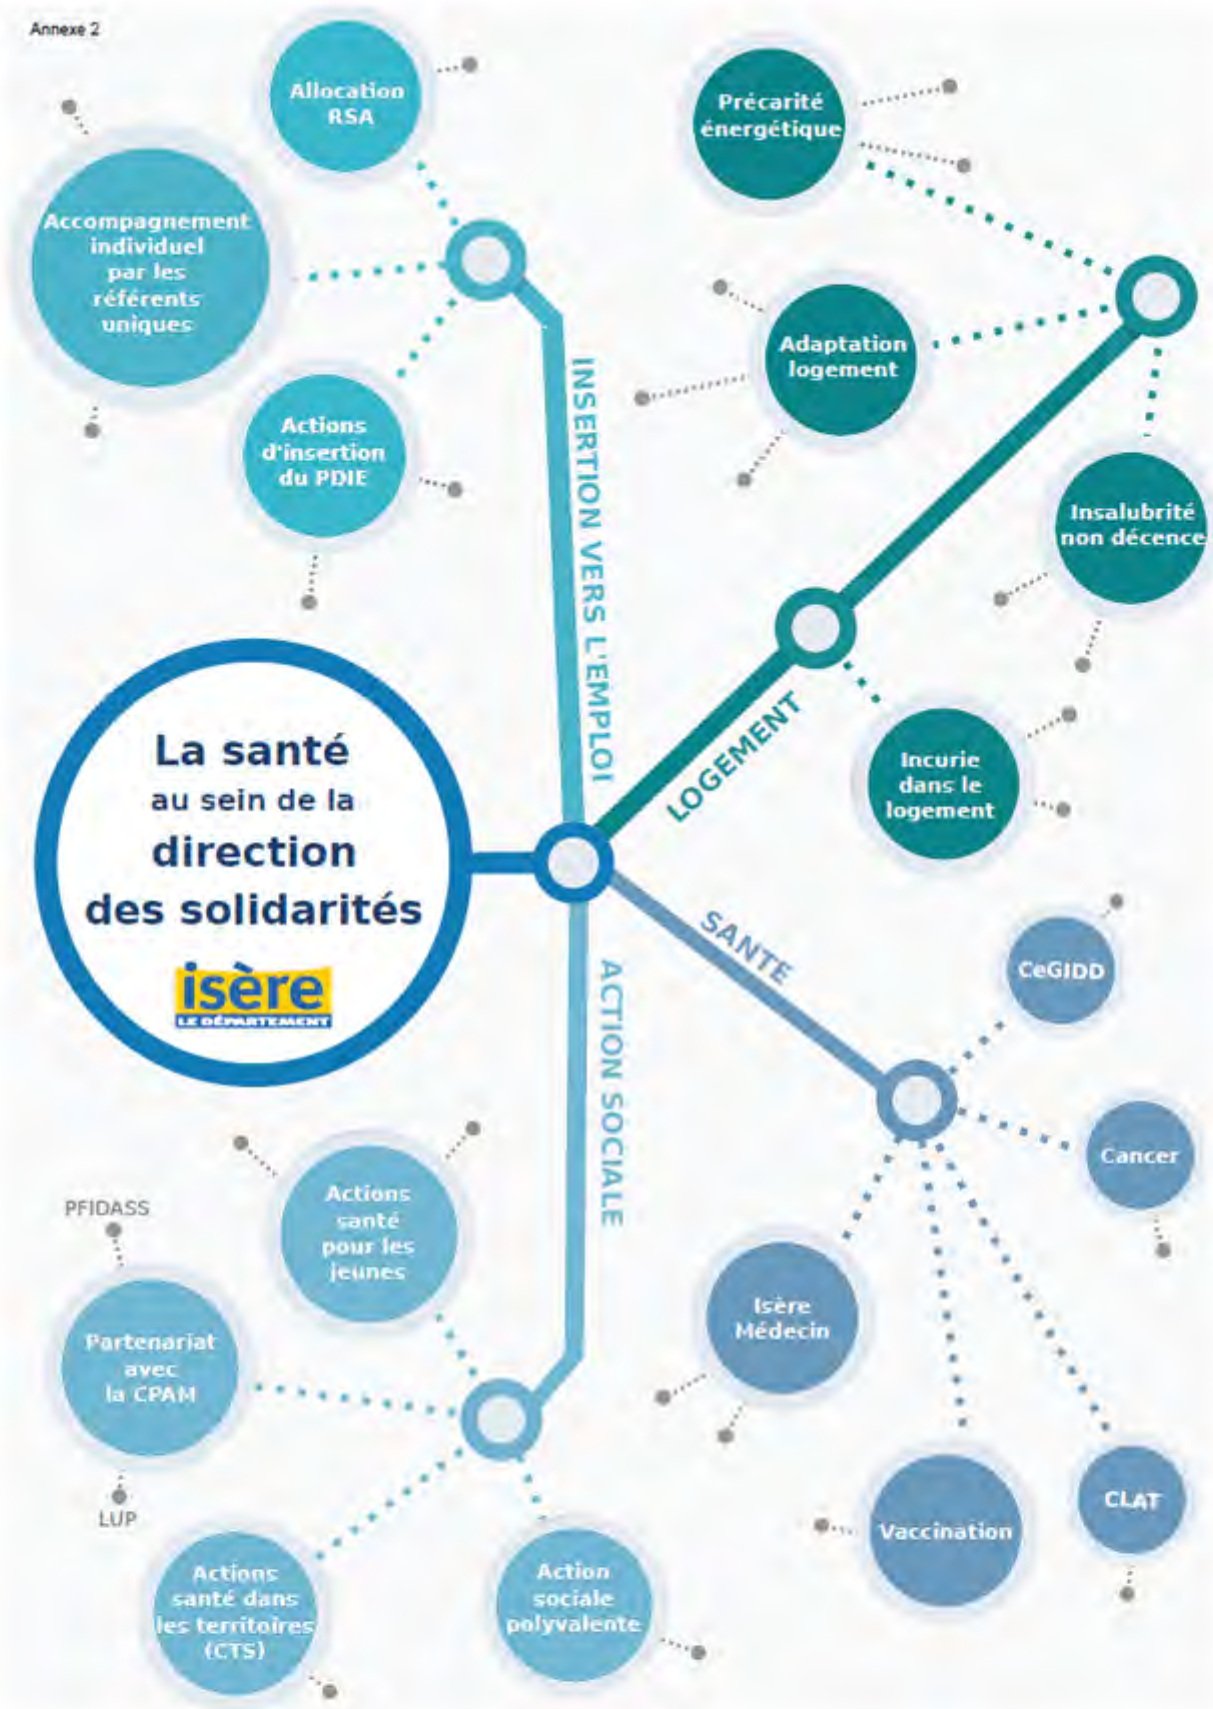 Annexe 2
Allocation
RSA
Accompagnement
individuel
par les
référents
uniques
Actions
d'insertion
du PDIE
INSERTION VERS L'EMPLOI
Précarité
énergétique
Adaptation
logement
Insalubrité
non décence
Incurie
dans le
logement
LOGEMENT
La santé
au sein de la
direction
des solidarités
isère
LE DÉPARTEMENT
SANTE
CeGIDD
Cancer
Isère
Médecin
Vaccination
CLAT
ACTION SOCIALE
Actions
santé
pour les
jeunes
PFIDASS
Partenariat
avec
la CPAM
LUP
Actions
santé dans
les territoires
(CTS)
Action
sociale
polyvalente